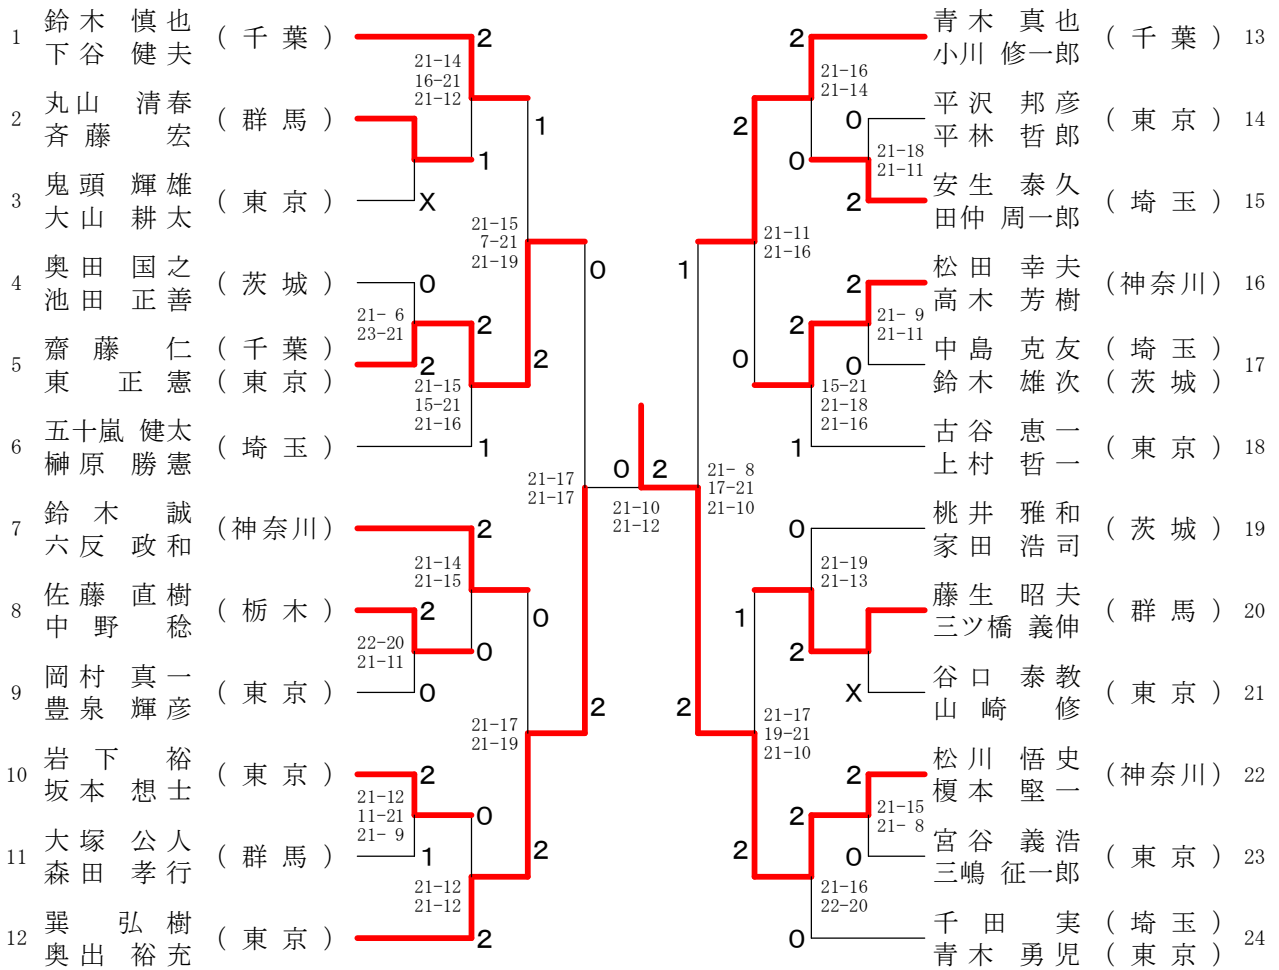 1 鈴木 慎也 (千葉) 2
下谷 健夫
21-14
16-21
21-12
2 丸山 清春 (群馬) 1
斉藤 宏 1
3 鬼頭 輝雄 (東京) X
大山 耕太
21-15
7-21
21-19
4 奥田 国之 (茨城) 0 0
池田 正善
21- 6
23-21
2
5 齋藤 仁 (千葉) 2 2
東 正憲 (東京)
21-15
15-21
21-16
6 五十嵐 健太 (埼玉) 1
榊原 勝憲
21-17
21-17
7 鈴木 誠 (神奈川) 2
六反 政和
21-14
21-15
8 佐藤 直樹 (栃木) 2 0
中野 稔
22-20
21-11
0
9 岡村 真一 (東京) 0 2
豊泉 輝彦
21-17
21-19
10 岩下 裕 (東京) 2
坂本 想士
21-12
11-21
21- 9
0
11 大塚 公人 (群馬) 1 2
森田 孝行
21-12
21-12
12 巽 弘樹 (東京) 2
奥出 裕充
0 2
21-10
21-12
2 青木 真也 (千葉) 13
小川 修一郎
21-16
21-14
2 0 平沢 邦彦 (東京) 14
平林 哲郎
0 21-18
21-11
2 安生 泰久 (埼玉) 15
田仲 周一郎
21-11
21-16
1 2 松田 幸夫 (神奈川) 16
高木 芳樹
2 21- 9
21-11
0 0 中島 克友 (埼玉) 17
鈴木 雄次 (茨城)
15-21
21-18
21-16
1 古谷 恵一 (東京) 18
上村 哲一
21- 8
17-21
21-10
0 桃井 雅和 (茨城) 19
家田 浩司
21-19
21-13
1 藤生 昭夫 (群馬) 20
三ツ橋 義伸
2
2 X 谷口 泰教 (東京) 21
山崎 修
21-17
19-21
21-10
2 松川 悟史 (神奈川) 22
榎本 堅一
2 21-15
21- 8
2 0 宮谷 義浩 (東京) 23
三嶋 征一郎
21-16
22-20
0 千田 実 (埼玉) 24
青木 勇児 (東京)